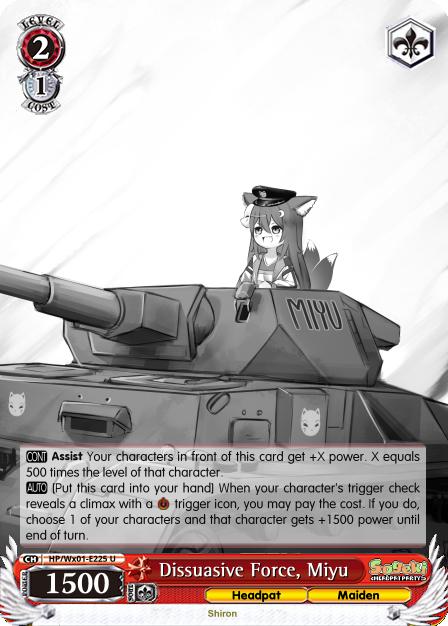 LEVEL
2
1
COST
MIYU
CONT Assist Your characters in front of this card get +X power. X equals
500 times the level of that character.
AUTO [Put this card into your hand] When your character's trigger check
reveals a climax with a trigger icon, you may pay the cost. If you do,
choose 1 of your characters and that character gets +1500 power until
end of turn.
CH HP/Wx01-E225 U
POWER 1500 SOUL Dissuasive Force, Miyu
HEADPAT PARTY
Headpat Maiden
Shiron